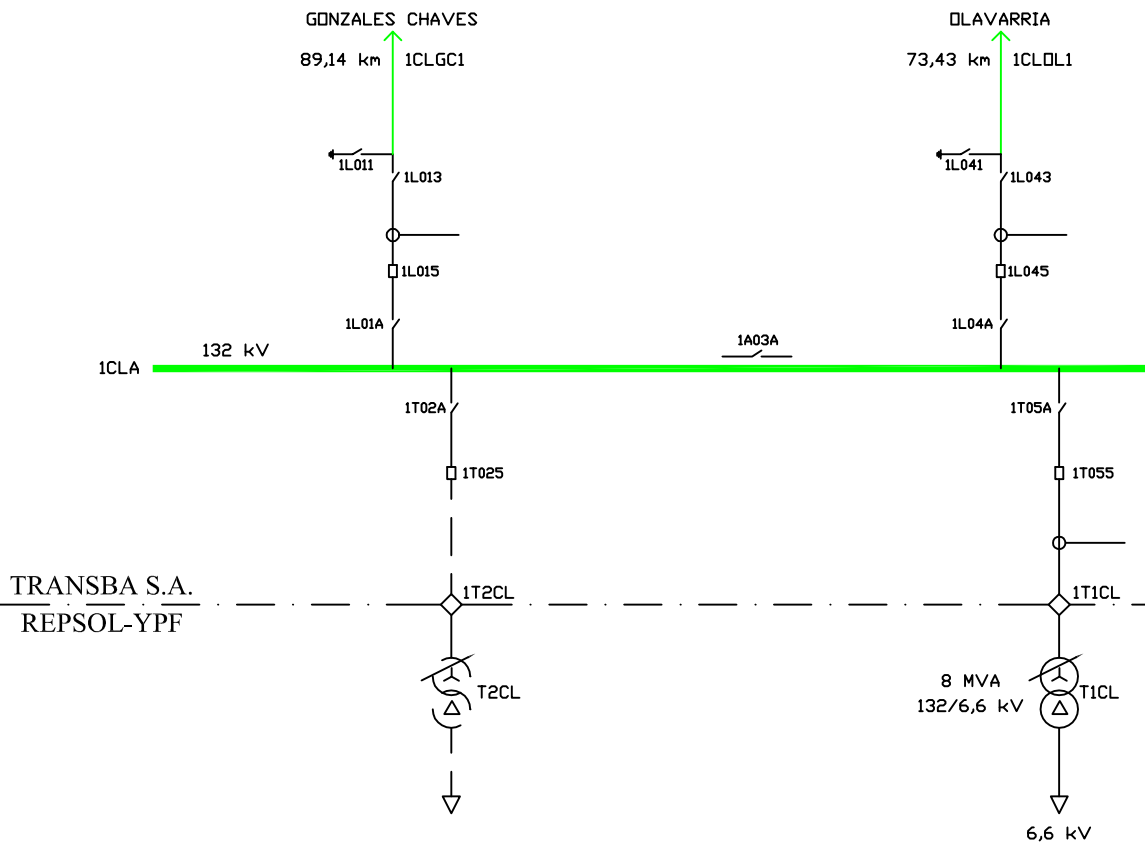 GONZALES CHAVES
OLAVARRIA
89,14 km 1CLGC1
73,43 km 1CLOL1
1L011
1L013
1L041
1L043
1L015
1L045
1L01A
1L04A
132 kV
1A03A
1CLA
1T02A
1T05A
1T025
1T055
TRANSBA S.A.
1T2CL
1T1CL
REPSOL-YPF
T2CL
8 MVA
T1CL
132/6,6 kV
6,6 kV